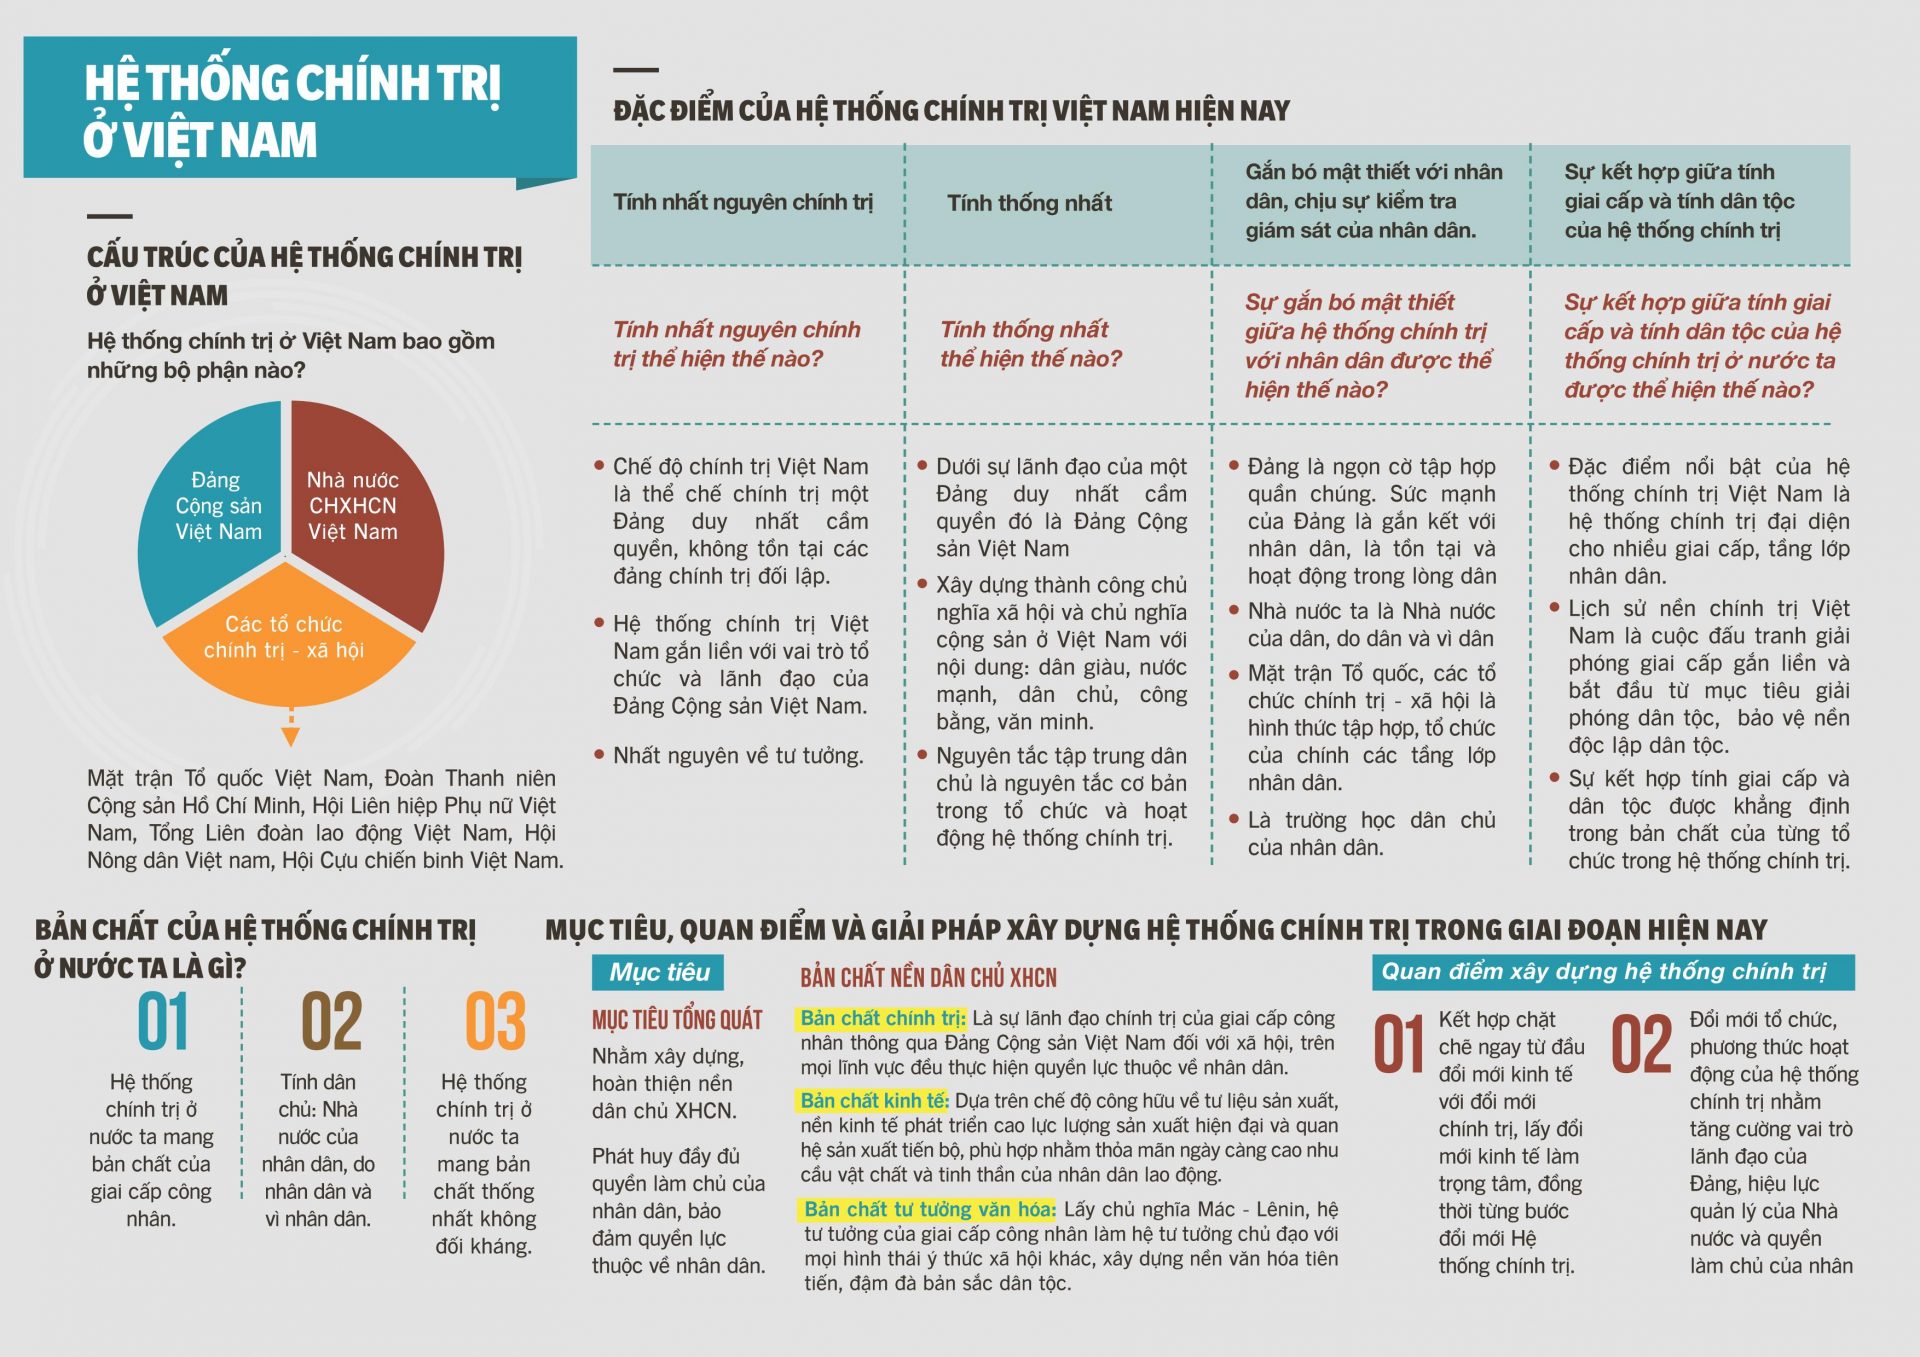 HỆ THỐNG CHÍNH TRỊ
Ở VIỆT NAM
CẤU TRÚC CỦA HỆ THỐNG CHÍNH TRỊ
Ở VIỆT NAM
Hệ thống chính trị ở Việt Nam bao gồm
những bộ phận nào?
Đảng
Cộng sản
Việt Nam
Nhà nước
CHXHCN
Việt Nam
Các tổ chức
chính trị - xã hội
Mặt trận Tổ quốc Việt Nam, Đoàn Thanh niên
Cộng sản Hồ Chí Minh, Hội Liên hiệp Phụ nữ Việt
Nam, Tổng Liên đoàn lao động Việt Nam, Hội
Nông dân Việt nam, Hội Cựu chiến binh Việt Nam.
ĐẶC ĐIỂM CỦA HỆ THỐNG CHÍNH TRỊ VIỆT NAM HIỆN NAY
Tính nhất nguyên chính trị
Tính nhất nguyên chính
trị thể hiện thế nào?
• Chế độ chính trị Việt Nam
là thể chế chính trị một
Đảng duy nhất cầm
quyền, không tồn tại các
đảng chính trị đối lập.
• Hệ thống chính trị Việt
Nam gắn liền với vai trò tổ
chức và lãnh đạo của
Đảng Cộng sản Việt Nam.
• Nhất nguyên về tư tưởng.
Tính thống nhất
Tính thống nhất
thể hiện thế nào?
• Dưới sự lãnh đạo của một
Đảng duy nhất cầm
quyền đó là Đảng Cộng
sản Việt Nam
• Xây dựng thành công chủ
nghĩa xã hội và chủ nghĩa
cộng sản ở Việt Nam với
nội dung: dân giàu, nước
mạnh, dân chủ, công
bằng, văn minh.
• Nguyên tắc tập trung dân
chủ là nguyên tắc cơ bản
trong tổ chức và hoạt
động hệ thống chính trị.
Gắn bó mật thiết với nhân
dân, chịu sự kiểm tra
giám sát của nhân dân.
Sự gắn bó mật thiết
giữa hệ thống chính trị
với nhân dân được thể
hiện thế nào?
• Đảng là ngọn cờ tập hợp
quần chúng. Sức mạnh
của Đảng là gắn kết với
nhân dân, là tồn tại và
hoạt động trong lòng dân
• Nhà nước ta là Nhà nước
của dân, do dân và vì dân
• Mặt trận Tổ quốc, các tổ
chức chính trị - xã hội là
hình thức tập hợp, tổ chức
của chính các tầng lớp
nhân dân.
• Là trường học dân chủ
của nhân dân.
Sự kết hợp giữa tính
giai cấp và tính dân tộc
của hệ thống chính trị
Sự kết hợp giữa tính giai
cấp và tính dân tộc của hệ
thống chính trị ở nước ta
được thể hiện thế nào?
• Đặc điểm nổi bật của hệ
thống chính trị Việt Nam là
hệ thống chính trị đại diện
cho nhiều giai cấp, tầng lớp
nhân dân.
• Lịch sử nền chính trị Việt
Nam là cuộc đấu tranh giải
phóng giai cấp gắn liền và
bắt đầu từ mục tiêu giải
phóng dân tộc, bảo vệ nền
độc lập dân tộc.
• Sự kết hợp tính giai cấp và
dân tộc được khẳng định
trong bản chất của từng tổ
chức trong hệ thống chính trị.
BẢN CHẤT CỦA HỆ THỐNG CHÍNH TRỊ
Ở NƯỚC TA LÀ GÌ?
01
Hệ thống
chính trị ở
nước ta mang
bản chất của
giai cấp công
nhân.
02
Tính dân
chủ: Nhà
nước của
nhân dân, do
nhân dân và
vì nhân dân.
03
Hệ thống
chính trị ở
nước ta
mang bản
chất thống
nhất không
đối kháng.
MỤC TIÊU, QUAN ĐIỂM VÀ GIẢI PHÁP XÂY DỰNG HỆ THỐNG CHÍNH TRỊ TRONG GIAI ĐOẠN HIỆN NAY
Mục tiêu
MỤC TIÊU TỔNG QUÁT
Nhằm xây dựng,
hoàn thiện nền
dân chủ XHCN.
Phát huy đầy đủ
quyền làm chủ của
nhân dân, bảo
đảm quyền lực
thuộc về nhân dân.
BẢN CHẤT NỀN DÂN CHỦ XHCN
Bản chất chính trị: Là sự lãnh đạo chính trị của giai cấp công
nhân thông qua Đảng Cộng sản Việt Nam đối với xã hội, trên
mọi lĩnh vực đều thực hiện quyền lực thuộc về nhân dân.
Bản chất kinh tế: Dựa trên chế độ công hữu về tư liệu sản xuất,
nền kinh tế phát triển cao lực lượng sản xuất hiện đại và quan
hệ sản xuất tiến bộ, phù hợp nhằm thỏa mãn ngày càng cao nhu
cầu vật chất và tinh thần của nhân dân lao động.
Bản chất tư tưởng văn hóa: Lấy chủ nghĩa Mác - Lênin, hệ
tư tưởng của giai cấp công nhân làm hệ tư tưởng chủ đạo với
mọi hình thái ý thức xã hội khác, xây dựng nền văn hóa tiên
tiến, đậm đà bản sắc dân tộc.
Quan điểm xây dựng hệ thống chính trị
01
Kết hợp chặt
chẽ ngay từ đầu
đổi mới kinh tế
với đổi mới
chính trị, lấy đổi
mới kinh tế làm
trọng tâm, đồng
thời từng bước
đổi mới Hệ
thống chính trị.
02
Đổi mới tổ chức,
phương thức hoạt
động của hệ thống
chính trị nhằm
tăng cường vai trò
lãnh đạo của
Đảng, hiệu lực
quản lý của Nhà
nước và quyền
làm chủ của nhân